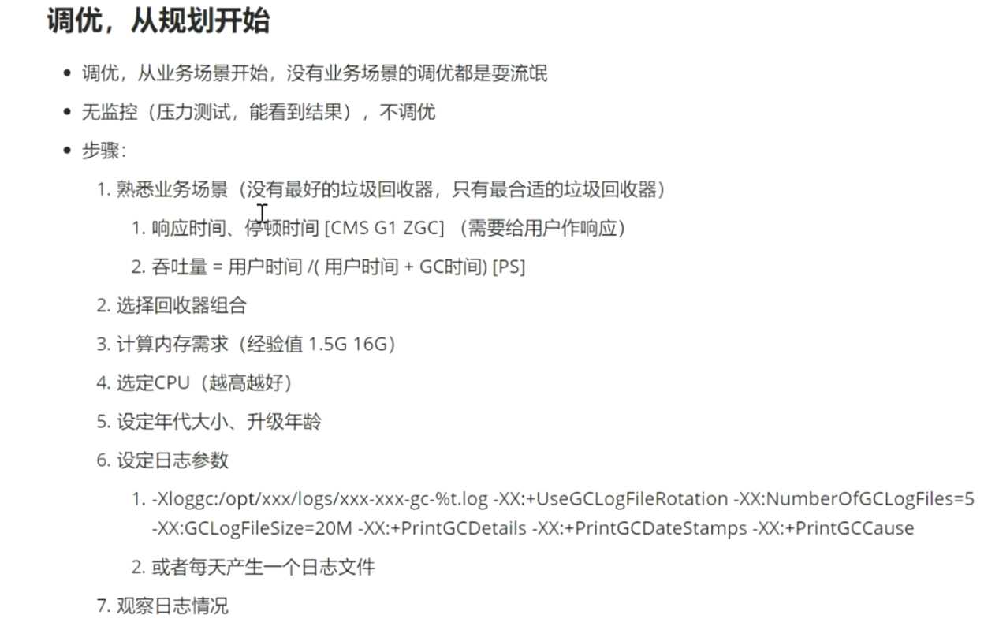 调优，从规划开始
调优，从业务场景开始，没有业务场景的调优都是耍流氓
无监控（压力测试，能看到结果），不调优
步骤：
1. 熟悉业务场景（没有最好的垃圾回收器，只有最合适的垃圾回收器）
1. 响应时间、停顿时间 [CMS G1 ZGC] （需要给用户作响应）
2. 吞吐量 = 用户时间 /( 用户时间 + GC时间) [PS]
2. 选择回收器组合
3. 计算内存需求（经验值 1.5G 16G）
4. 选定CPU（越高越好）
5. 设定年代大小、升级年龄
6. 设定日志参数
1. -Xloggc:/opt/xxx/logs/xxx-xxx-gc-%t.log -XX:+UseGCLogFileRotation -XX:NumberOfGCLogFiles=5
-XX:GCLogFileSize=20M -XX:+PrintGCDetails -XX:+PrintGCDateStamps -XX:+PrintGCCause
2. 或者每天产生一个日志文件
7. 观察日志情况